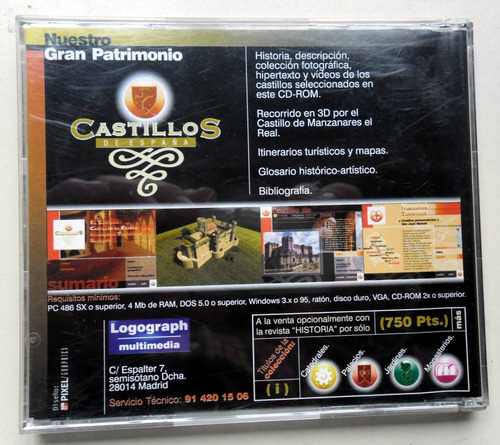 Nuestro
Gran Patrimonio
CASTILLOS
DE ESPAÑA
Historia, descripción,
colección fotográfica,
hipertexto y videos de los
castillos seleccionados en
este CD-ROM.
Recorrido en 3D por el
Castillo de Manzanares el
Real.
Itinerarios turísticos y mapas.
Glosario histórico-artístico.
Bibliografía.
sumario
Requisitos mínimos:
PC 486 SX o superior, 4 Mb de RAM, DOS 5.0 o superior, Windows 3.x o 95, ratón, disco duro, VGA, CD-ROM 2x o superior.
Logograph
multimedia
C/ Espalter 7,
semisótano Dcha.
28014 Madrid
Servicio Técnico: 91 420 15 06
Diseño:
PIXEL/GRAPHICS
A la venta opcionalmente con
la revista "HISTORIA" por sólo
(750 Pts.)
más
Títulos de la
colección:
(i)
Catedrales.
Palacios.
Jardines.
Monasterios.